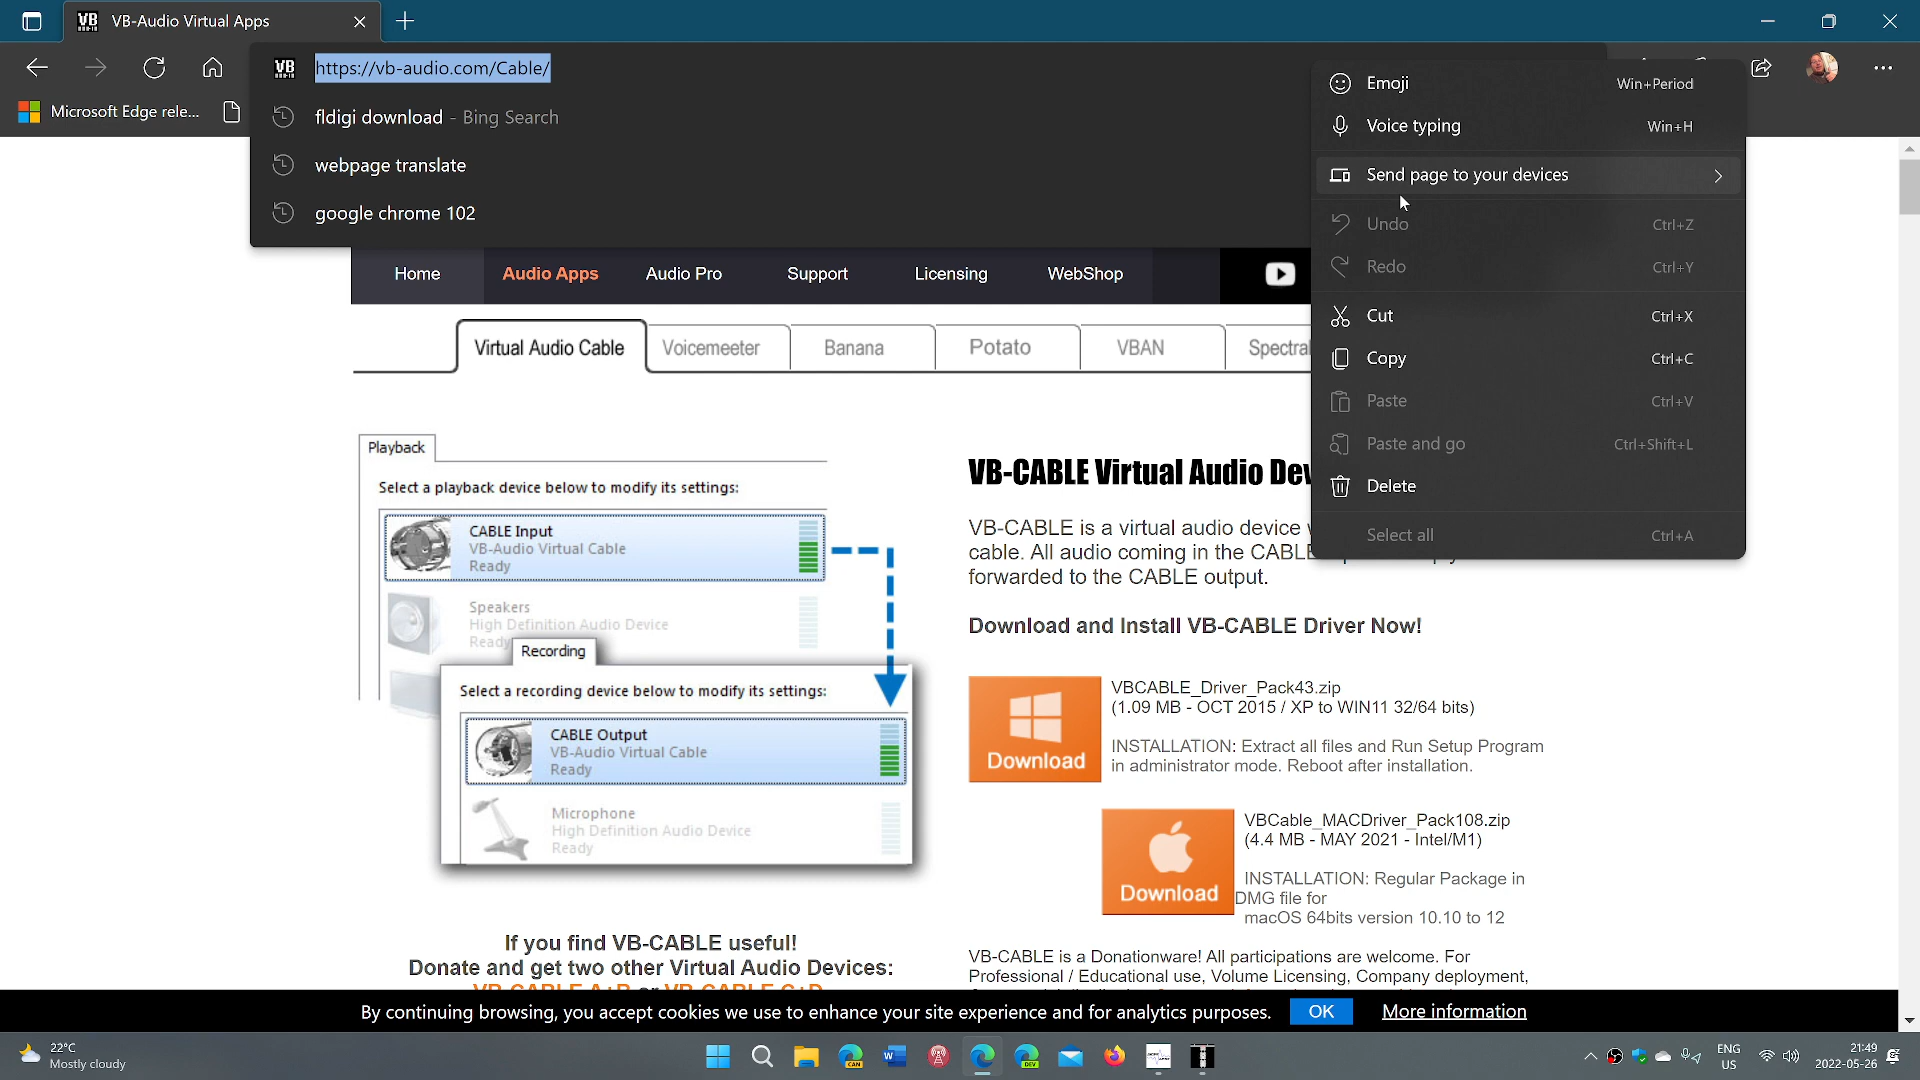 VB-Audio Virtual Apps
https://vb-audio.com/Cable/
Microsoft Edge rele...
fldigi download - Bing Search
webpage translate
google chrome 102
Emoji Win+Period
Voice typing Win+H
Send page to your devices
Undo Ctrl+Z
Redo Ctrl+Y
Cut Ctrl+X
Copy Ctrl+C
Paste Ctrl+V
Paste and go Ctrl+Shift+L
Delete
Select all Ctrl+A
Home Audio Apps Audio Pro Support Licensing WebShop
Virtual Audio Cable Voicemeeter Banana Potato VBAN Spectral
Playback
Select a playback device below to modify its settings:
CABLE Input
VB-Audio Virtual Cable
Ready
Speakers
High Definition Audio Device
Ready
Recording
Select a recording device below to modify its settings:
CABLE Output
VB-Audio Virtual Cable
Ready
Microphone
High Definition Audio Device
Ready
If you find VB-CABLE useful!
Donate and get two other Virtual Audio Devices:
VB-CABLE A+B or VB-CABLE C+D
VB-CABLE Virtual Audio
VB-CABLE is a virtual audio device
cable. All audio coming in the CABLE
forwarded to the CABLE output.
Download and Install VB-CABLE Driver Now!
Download
VBCABLE_Driver_Pack43.zip
(1.09 MB - OCT 2015 / XP to WIN11 32/64 bits)
INSTALLATION: Extract all files and Run Setup Program
in administrator mode. Reboot after installation.
Download
VBCable_MACDriver_Pack108.zip
(4.4 MB - MAY 2021 - Intel/M1)
INSTALLATION: Regular Package in
DMG file for
macOS 64bits version 10.10 to 12
VB-CABLE is a Donationware! All participations are welcome. For
Professional / Educational use, Volume Licensing, Company deployment,
By continuing browsing, you accept cookies we use to enhance your site experience and for analytics purposes. OK More information
22°C
Mostly cloudy
CAN
DEV
ENG
US
21:49
2022-05-26